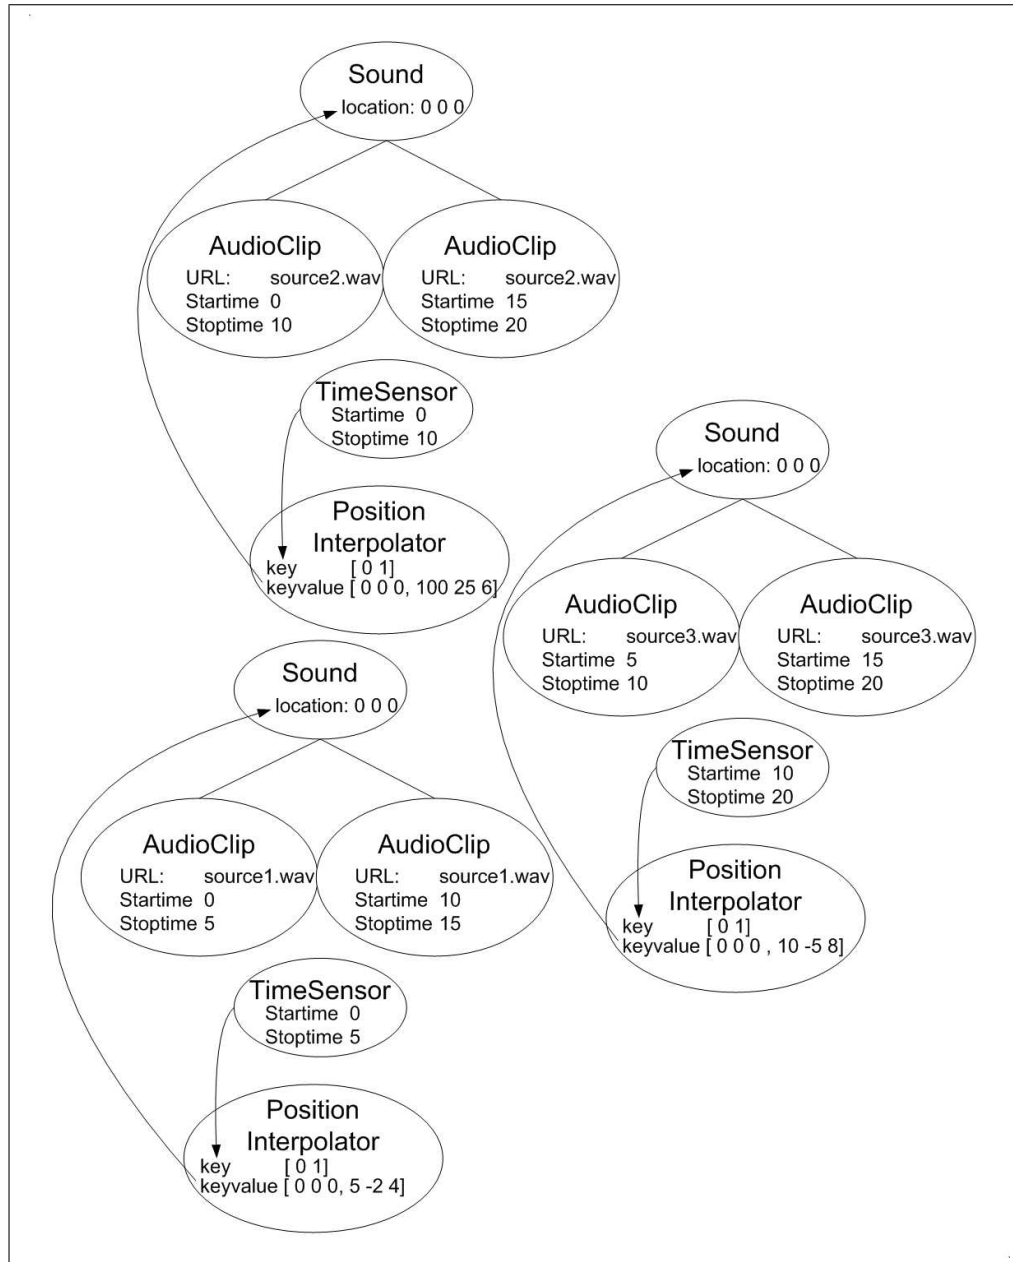 Sound
location: 0 0 0
AudioClip
URL: source2.wav
Startime 0
Stoptime 10
AudioClip
URL: source2.wav
Startime 15
Stoptime 20
TimeSensor
Startime 0
Stoptime 10
Position
Interpolator
key [ 0 1]
keyvalue [ 0 0 0, 100 25 6]
Sound
location: 0 0 0
AudioClip
URL: source3.wav
Startime 5
Stoptime 10
AudioClip
URL: source3.wav
Startime 15
Stoptime 20
TimeSensor
Startime 10
Stoptime 20
Position
Interpolator
key [ 0 1]
keyvalue [ 0 0 0 , 10 -5 8]
Sound
location: 0 0 0
AudioClip
URL: source1.wav
Startime 0
Stoptime 5
AudioClip
URL: source1.wav
Startime 10
Stoptime 15
TimeSensor
Startime 0
Stoptime 5
Position
Interpolator
key [ 0 1]
keyvalue [ 0 0 0, 5 -2 4]